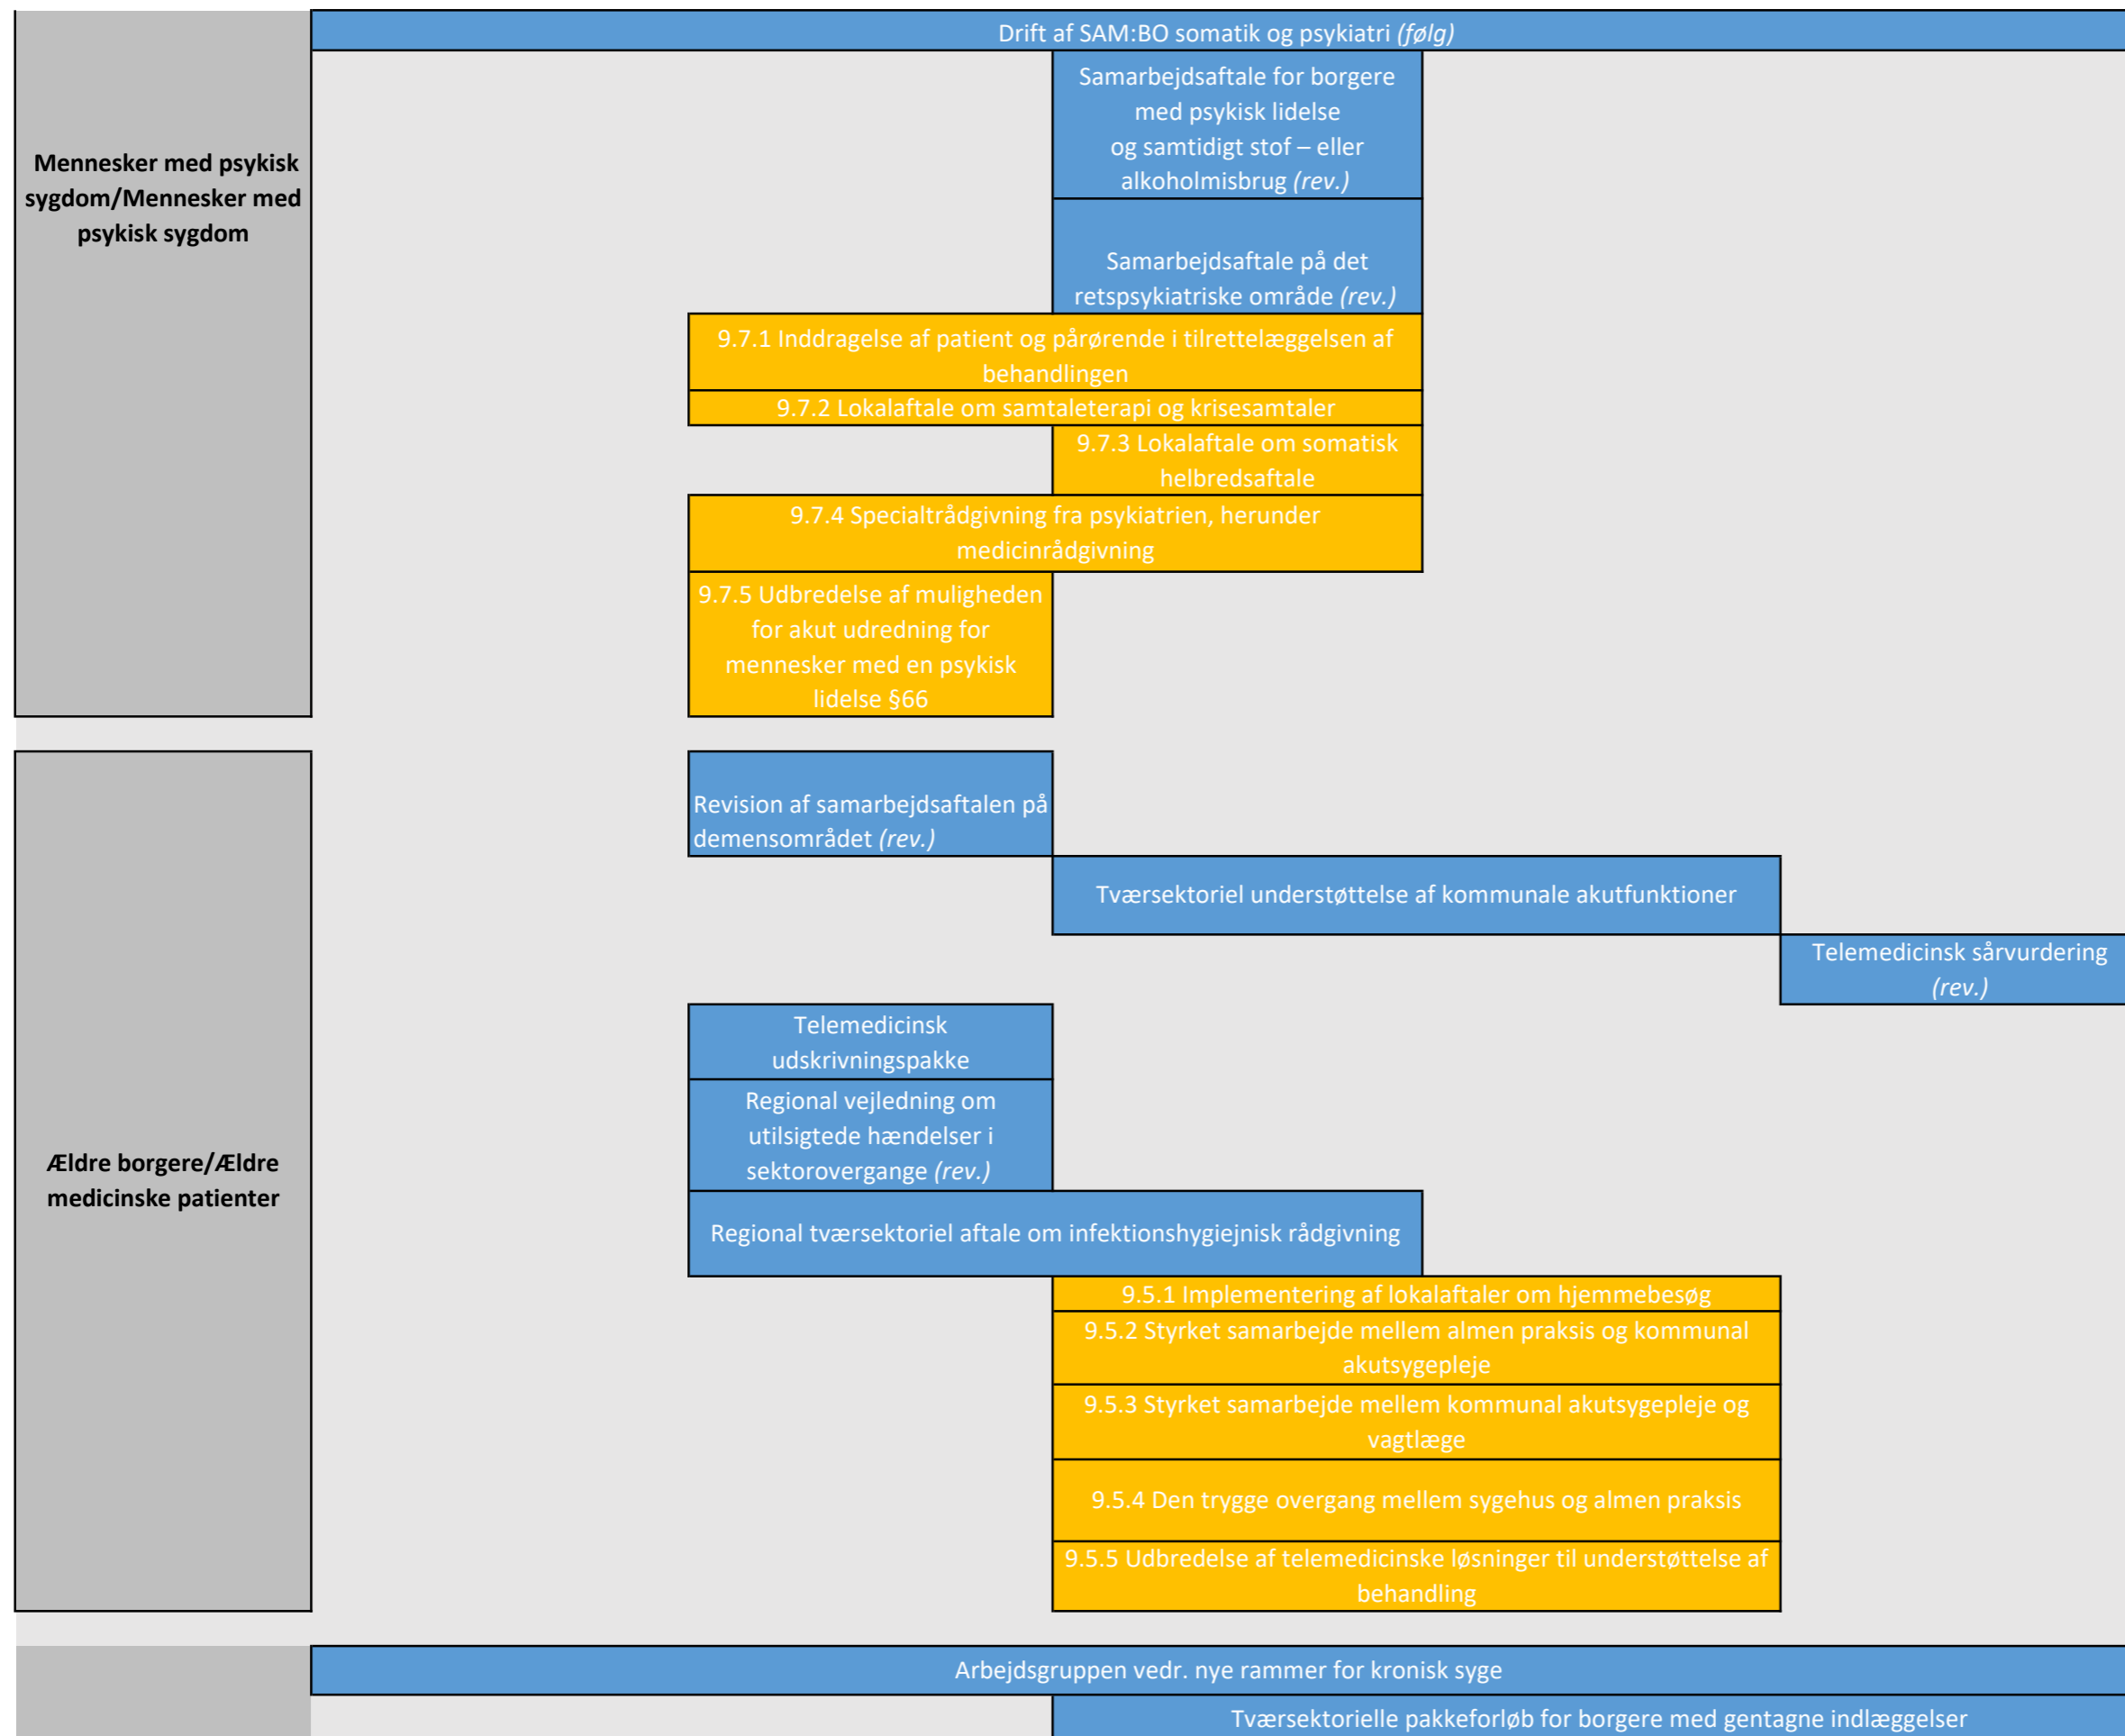 Drift af SAM:BO somatik og psykiatri (følg)
Mennesker med psykisk
sygdom/Mennesker med
psykisk sygdom
Samarbejdsaftale for borgere
med psykisk lidelse
og samtidigt stof – eller
alkoholmisbrug (rev.)
Samarbejdsaftale på det
retspsykiatriske område (rev.)
9.7.1 Inddragelse af patient og pårørende i tilrettelæggelsen af
behandlingen
9.7.2 Lokalaftale om samtaleterapi og krisesamtaler
9.7.3 Lokalaftale om somatisk
helbredsaftale
9.7.4 Specialtrådgivning fra psykiatrien, herunder
medicinrådgivning
9.7.5 Udbredelse af muligheden
for akut udredning for
mennesker med en psykisk
lidelse §66
Ældre borgere/Ældre
medicinske patienter
Revision af samarbejdsaftalen på
demensområdet (rev.)
Tværsektoriel understøttelse af kommunale akutfunktioner
Telemedicinsk sårvurdering
(rev.)
Telemedicinsk
udskrivningspakke
Regional vejledning om
utilsigtede hændelser i
sektorovergange (rev.)
Regional tværsektoriel aftale om infektionshygiejnisk rådgivning
9.5.1 Implementering af lokalaftaler om hjemmebesøg
9.5.2 Styrket samarbejde mellem almen praksis og kommunal
akutsygepleje
9.5.3 Styrket samarbejde mellem kommunal akutsygepleje og
vagtlæge
9.5.4 Den trygge overgang mellem sygehus og almen praksis
9.5.5 Udbredelse af telemedicinske løsninger til understøttelse af
behandling
Arbejdsgruppen vedr. nye rammer for kronisk syge
Tværsektorielle pakkeforløb for borgere med gentagne indlæggelser